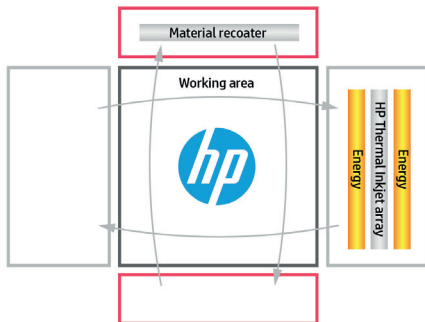 Material recoater
Working area
hp
Energy
HP Thermal Inkjet array
Energy